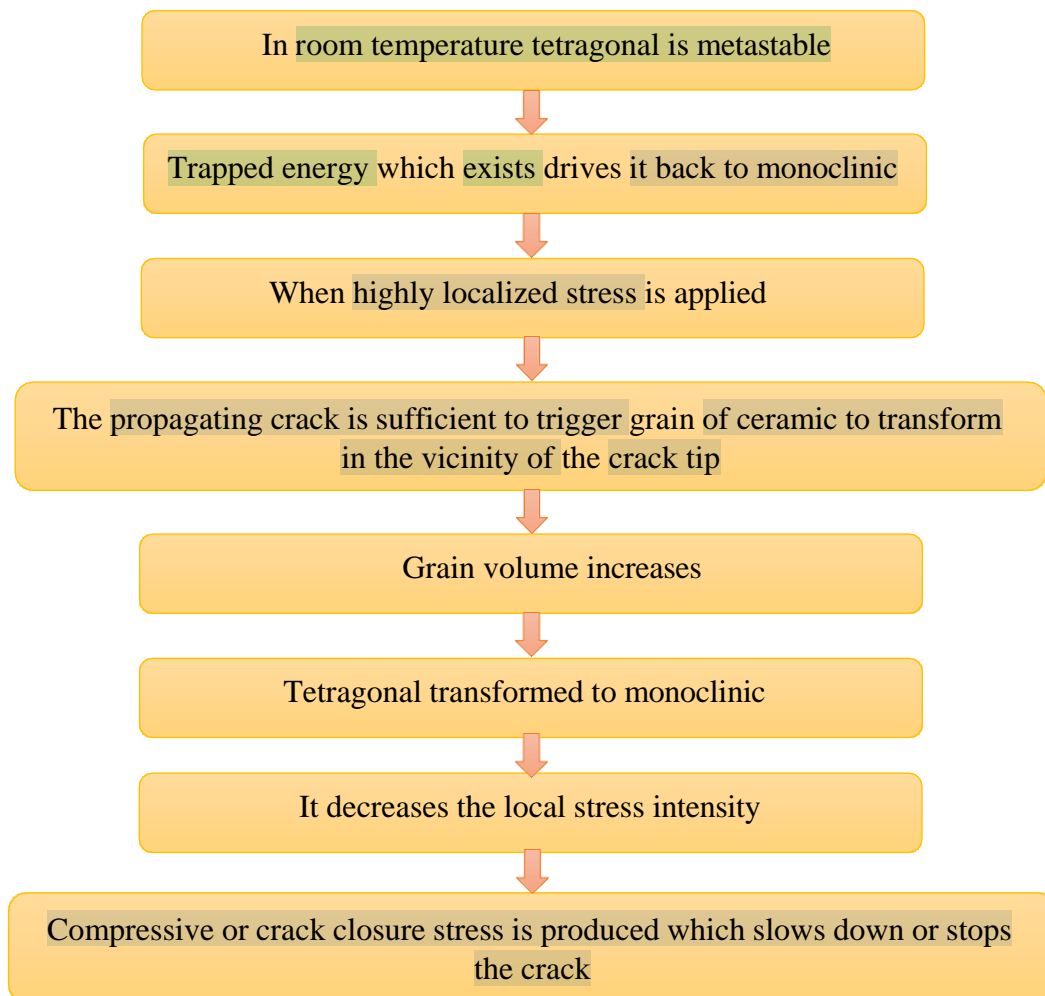 In room temperature tetragonal is metastable
Trapped energy which exists drives it back to monoclinic
When highly localized stress is applied
The propagating crack is sufficient to trigger grain of ceramic to transform
in the vicinity of the crack tip
Grain volume increases
Tetragonal transformed to monoclinic
It decreases the local stress intensity
Compressive or crack closure stress is produced which slows down or stops
the crack